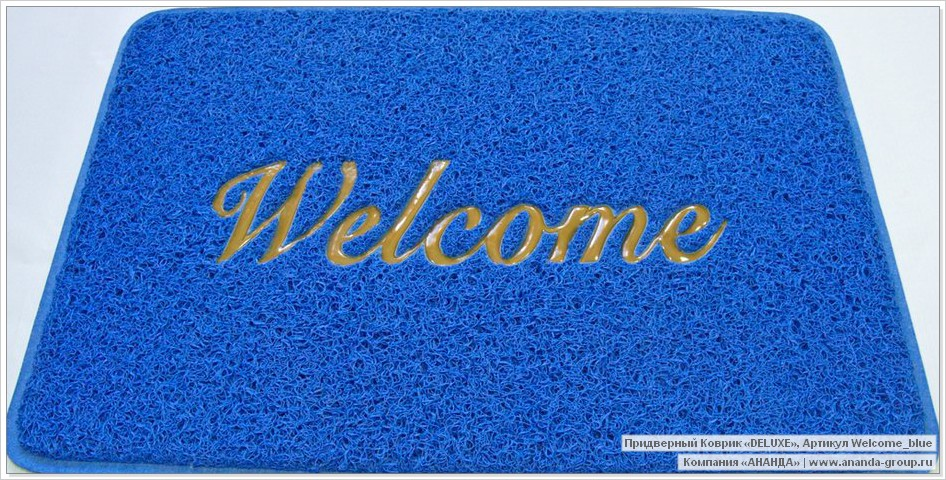 Welcome
Придверный Коврик «DELUXE», Артикул Welcome_blue
Компания «АНАНДА» | www.ananda-group.ru